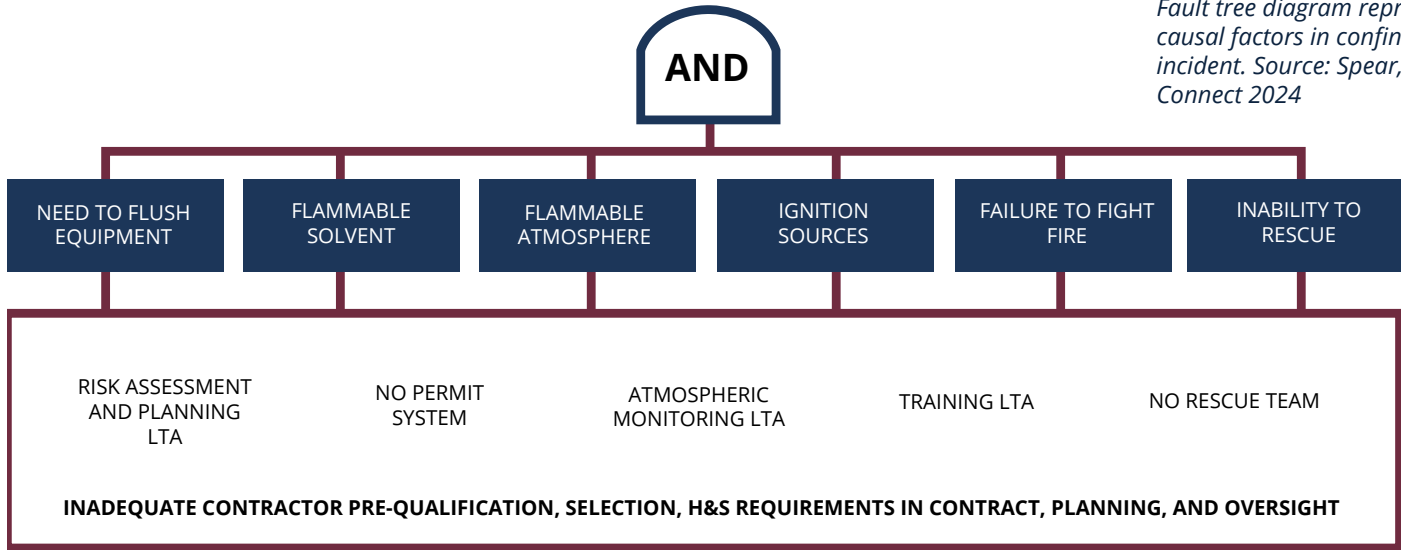 Fault tree diagram
causal factors in
incident. Source: Spear,
Connect 2024
AND
NEED TO FLUSH
EQUIPMENT
FLAMMABLE
SOLVENT
FLAMMABLE
ATMOSPHERE
IGNITION
SOURCES
FAILURE TO FIGHT
FIRE
INABILITY TO
RESCUE
RISK ASSESSMENT
AND PLANNING
LTA
NO PERMIT
SYSTEM
ATMOSPHERIC
MONITORING LTA
TRAINING LTA
NO RESCUE TEAM
INADEQUATE CONTRACTOR PRE-QUALIFICATION, SELECTION, H&S REQUIREMENTS IN CONTRACT, PLANNING, AND OVERSIGHT